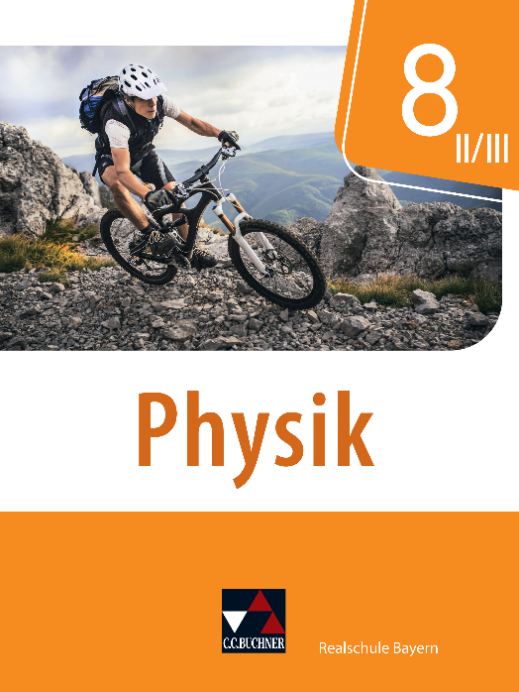 8
II/III
Physik
C.C.BUCHNER
Realschule Bayern